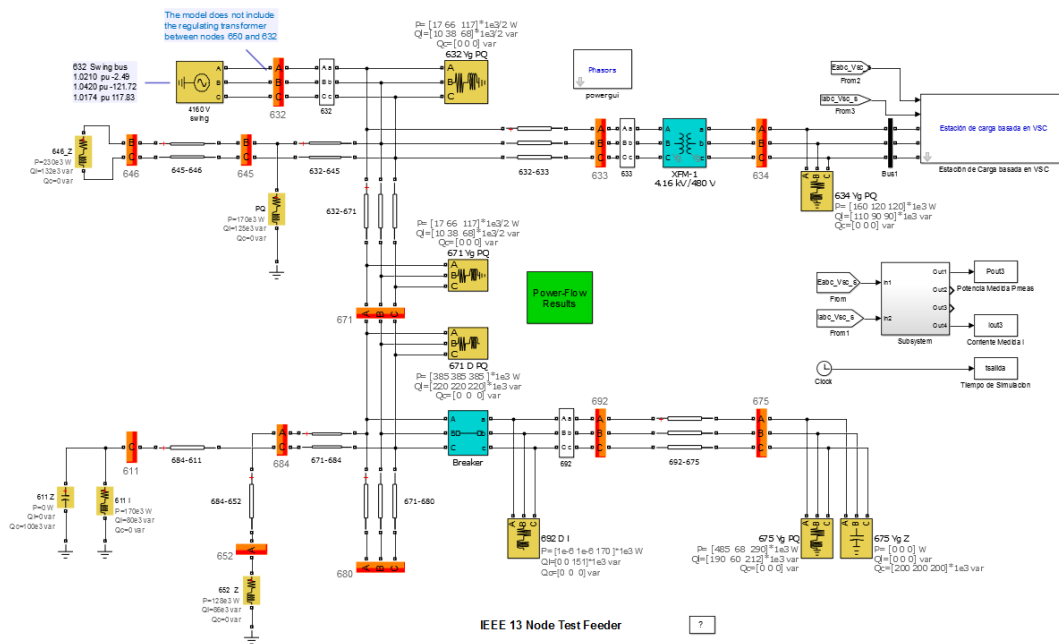 The model does not include
the regulating transformer
between nodes 650 and 632
P= [17 66 117]*1e3/2 W
Ql=[10 38 68]*1e3/2 var
Qc=[0 0 0] var
632 Yg PQ
632 Swing bus
1.0210 pu -2.49
1.0420 pu -121.72
1.0174 pu 117.83
A
B
C
4160 V
swing
A
B
C
632
A a
B b
C c
632
A
B
C
Phasors
powergui
Eabc_Vsc_s
From2
Iabc_Vsc_s
From3
Estación de carga basada en VSC
Estación de Carga basada en VSC
Bus1
646_Z
P=230e3 W
Ql=132e3 var
Qc=0 var
B
C
646
645-646
B
C
645
632-645
PQ
P=170e3 W
Ql=125e3 var
Qc=0 var
632-633
A
B
C
633
A a
B b
C c
633
A
B
C
a
b
c
XFM-1
4.16 kV/480 V
A
B
C
634
A B C
634 Yg PQ
P= [160 120 120]*1e3 W
Ql=[110 90 90]*1e3 var
Qc=[0 0 0] var
632-671
P= [17 66 117]*1e3/2 W
Ql=[10 38 68]*1e3/2 var
Qc=[0 0 0] var
A
B
C
671 Yg PQ
671
A B C
Power-Flow
Results
A
B
C
671 D PQ
P= [385 385 385 ]*1e3 W
Ql=[220 220 220]*1e3 var
Qc=[0 0 0] var
Eabc_Vsc_s
From
Iabc_Vsc_s
From1
In1
In2
Out1
Out2
Out3
Out4
Subsystem
Pout3
Potencia Medida Pmeas
Iout3
Corriente Medida I
Clock
tsalida
Tiempo de Simulacion
C
611
684-611
A
C
684
671-684
A a
B b
C c
Breaker
A a
B b
C c
692
692
A
B
C
692-675
675
A
B
C
611 Z
P=0 W
Ql=0 var
Qc=100e3 var
611 I
P=170e3 W
Ql=80e3 var
Qc=0 var
684-652
A
652
652 Z
P=128e3 W
Ql=86e3 var
Qc=0 var
671-680
680
A B C
A B C
692 D I
P= [1e-6 1e-6 170 ]*1e3 W
Ql=[0 0 151]*1e3 var
Qc=[0 0 0] var
A B C
675 Yg PQ
P= [485 68 290]*1e3 W
Ql=[190 60 212]*1e3 var
Qc=[0 0 0] var
A B C
675 Yg Z
P= [0 0 0] W
Ql=[0 0 0] var
Qc=[200 200 200]*1e3 var
IEEE 13 Node Test Feeder
?